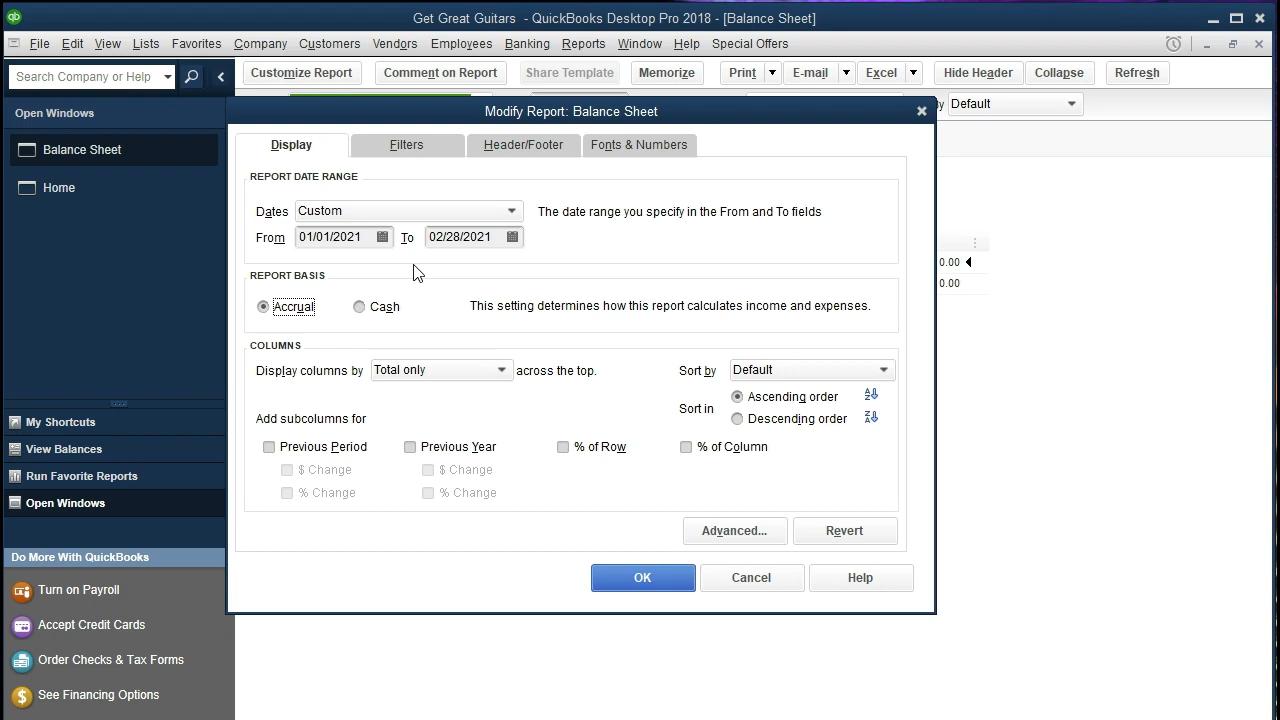 Get Great Guitars - QuickBooks Desktop Pro 2018 - [Balance Sheet]
File Edit View Lists Favorites Company Customers Vendors Employees Banking Reports Window Help Special Offers
Search Company or Help
Customize Report Comment on Report Share Template Memorize Print E-mail Excel Hide Header Collapse Refresh
Default
Open Windows
Balance Sheet
Home
My Shortcuts
View Balances
Run Favorite Reports
Open Windows
Do More With QuickBooks
Turn on Payroll
Accept Credit Cards
Order Checks & Tax Forms
See Financing Options
Modify Report: Balance Sheet
Display Filters Header/Footer Fonts & Numbers
REPORT DATE RANGE
Dates Custom The date range you specify in the From and To fields
From 01/01/2021 To 02/28/2021
REPORT BASIS
Accrual Cash This setting determines how this report calculates income and expenses.
COLUMNS
Display columns by Total only across the top. Sort by Default
Sort in Ascending order
Descending order
Add subcolumns for
Previous Period Previous Year % of Row % of Column
$ Change $ Change
% Change % Change
Advanced... Revert
OK Cancel Help
0.00
0.00